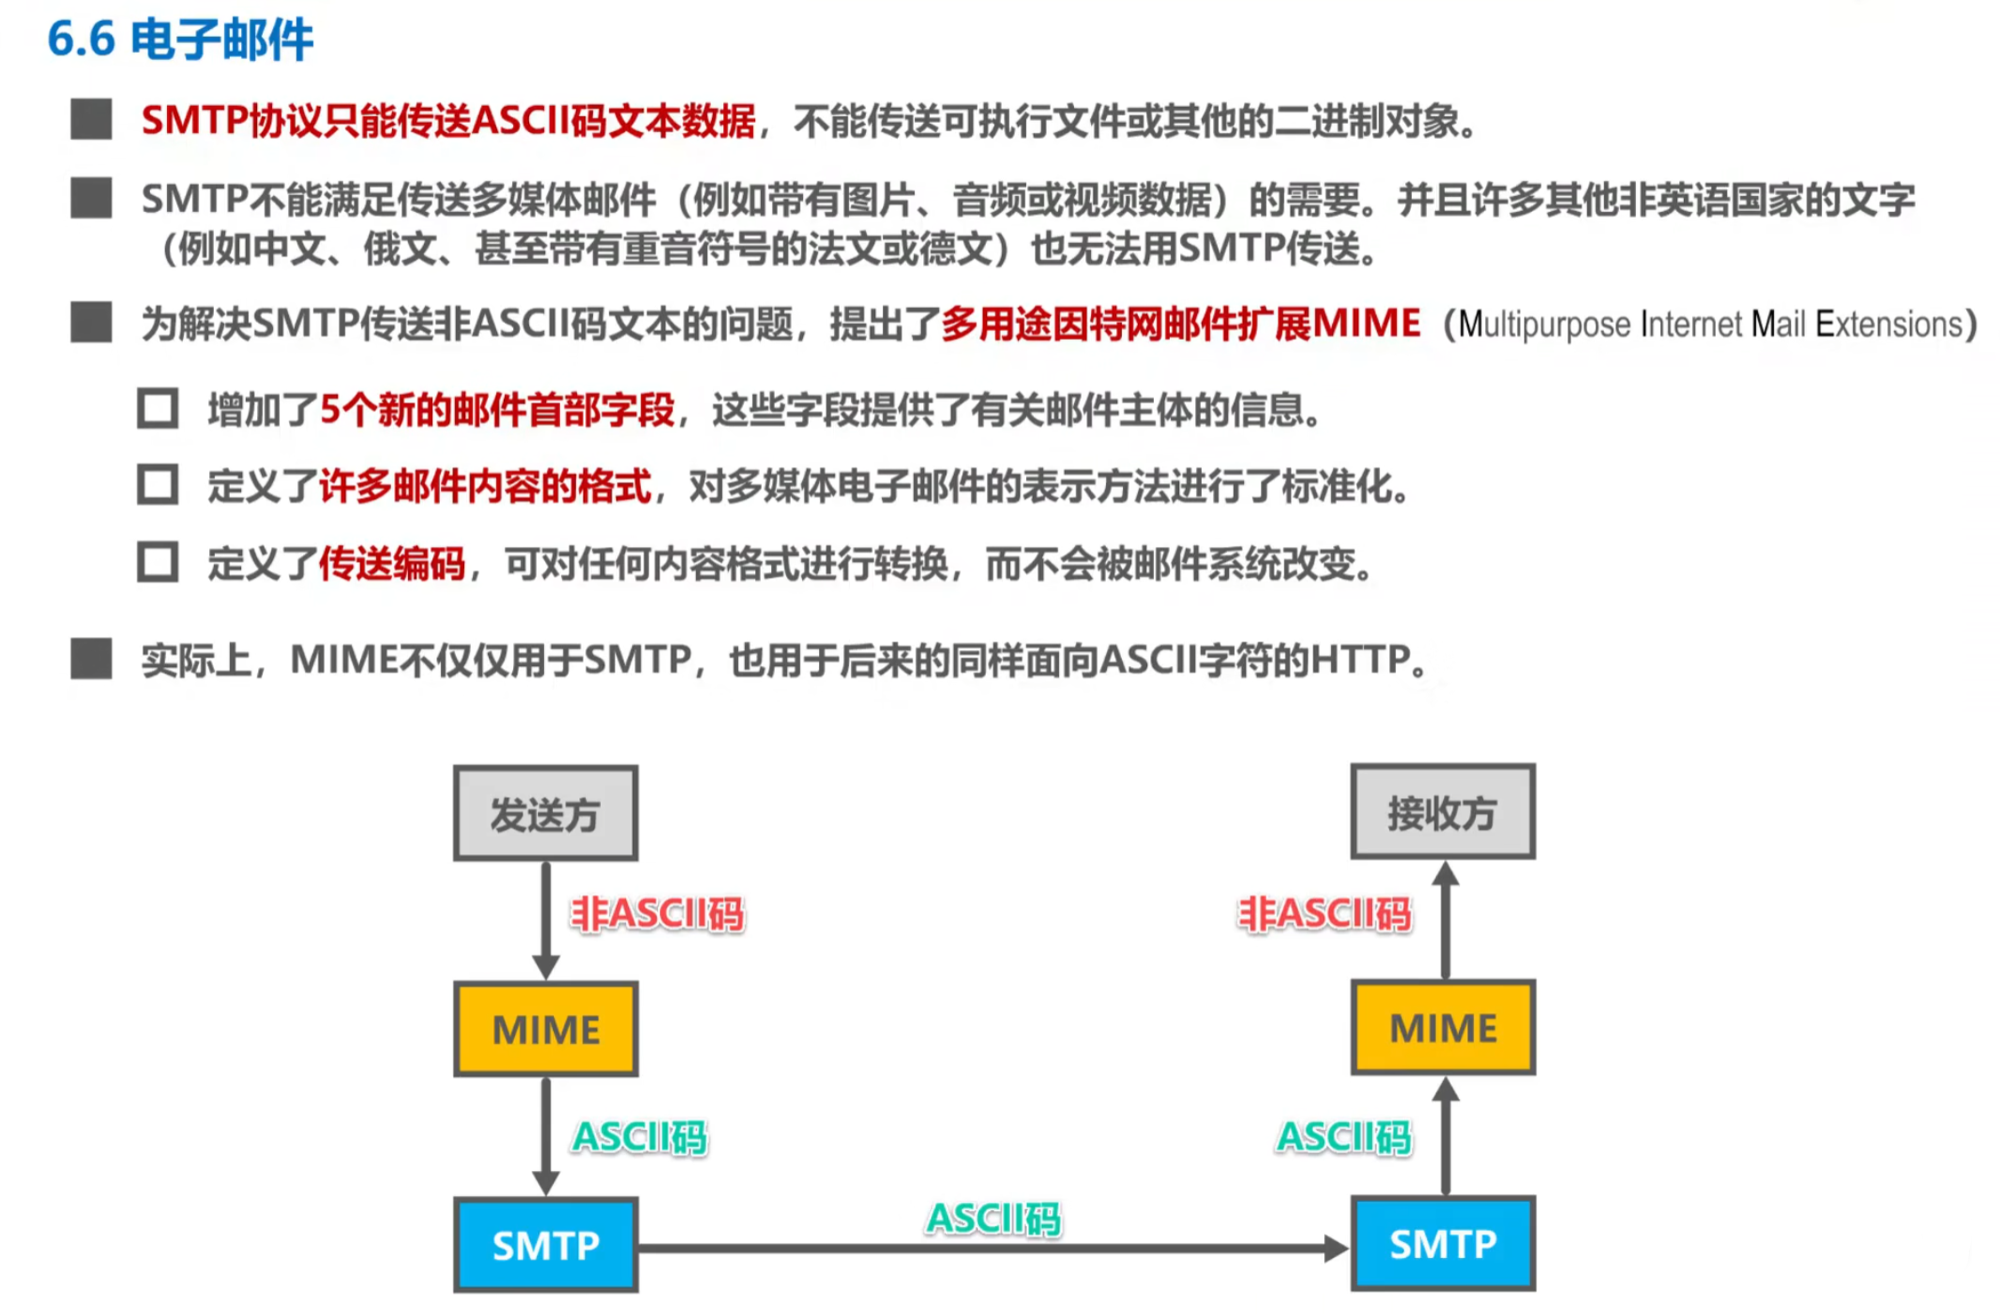 6.6 电子邮件
SMTP协议只能传送ASCII码文本数据，不能传送可执行文件或其他的二进制对象。
SMTP不能满足传送多媒体邮件（例如带有图片、音频或视频数据）的需要。并且许多其他非英语国家的文字
（例如中文、俄文、甚至带有重音符号的法文或德文）也无法用SMTP传送。
为解决SMTP传送非ASCII码文本的问题，提出了多用途因特网邮件扩展MIME（Multipurpose Internet Mail Extensions）
增加了5个新的邮件首部字段，这些字段提供了有关邮件主体的信息。
定义了许多邮件内容的格式，对多媒体电子邮件的表示方法进行了标准化。
定义了传送编码，可对任何内容格式进行转换，而不会被邮件系统改变。
实际上，MIME不仅仅用于SMTP，也用于后来的同样面向ASCII字符的HTTP。
发送方
接收方
非ASCII码
非ASCII码
MIME
MIME
ASCII码
ASCII码
ASCII码
SMTP
SMTP